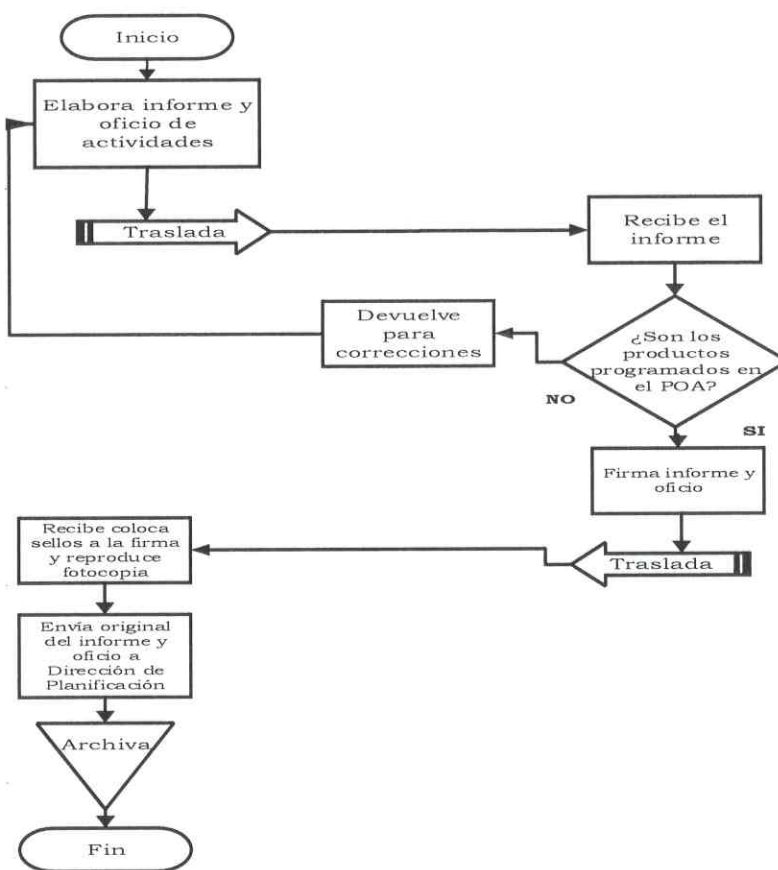 Inicio
Elabora informe y
oficio de
actividades
Traslada
Recibe el
informe
¿Son los
productos
programados en
el POA?
NO
Devuelve
para
correcciones
SI
Firma informe y
oficio
Traslada
Recibe coloca
sellos a la firma
y reproduce
fotocopia
Envía original
del informe y
oficio a
Dirección de
Planificación
Archiva
Fin